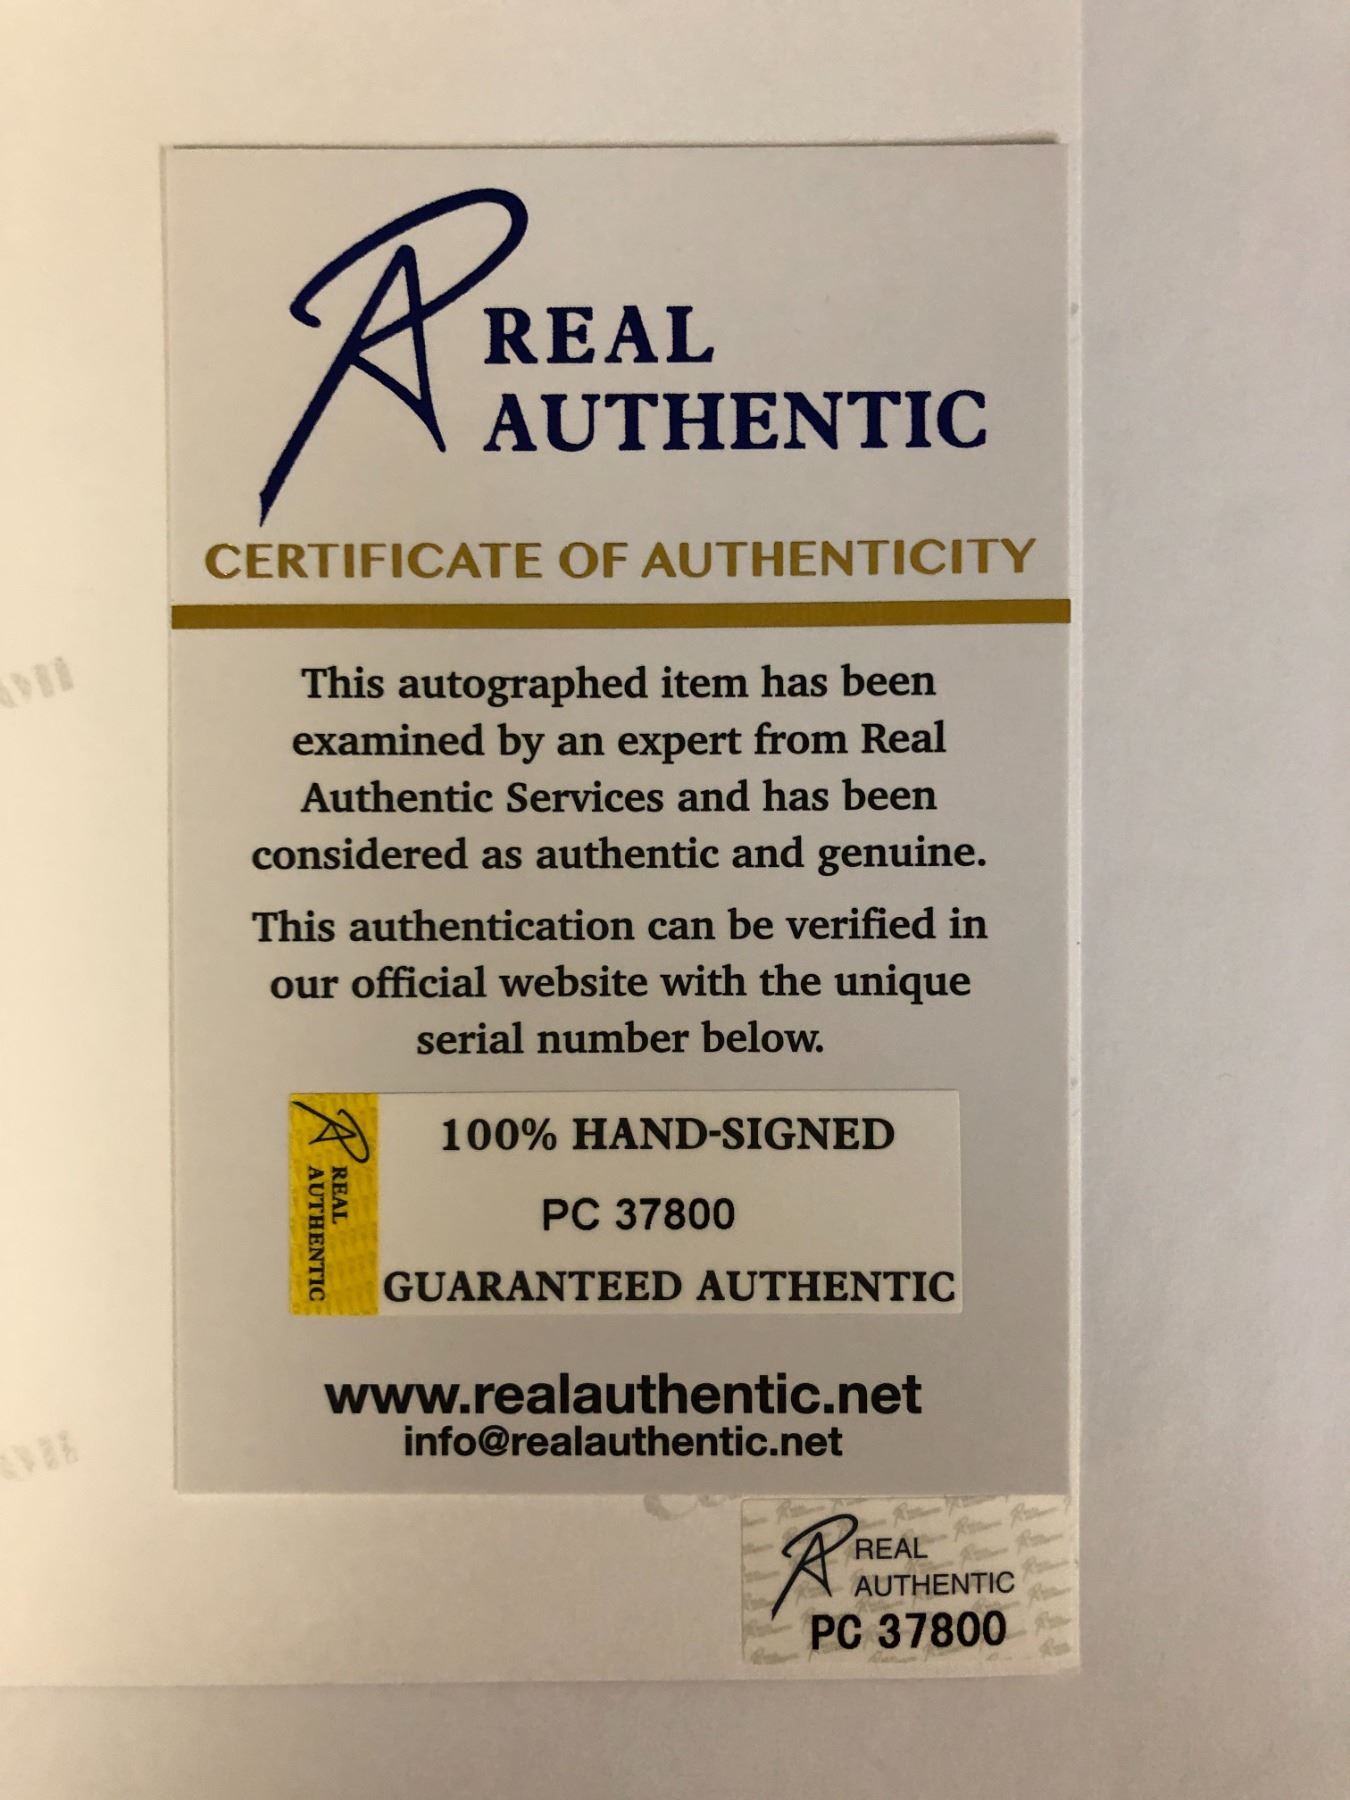 REAL
AUTHENTIC
CERTIFICATE OF AUTHENTICITY
This autographed item has been
examined by an expert from Real
Authentic Services and has been
considered as authentic and genuine.
This authentication can be verified in
our official website with the unique
serial number below.
REAL
AUTHENTIC
100% HAND-SIGNED
PC 37800
GUARANTEED AUTHENTIC
www.realauthentic.net
info@realauthentic.net
REAL
AUTHENTIC
PC 37800